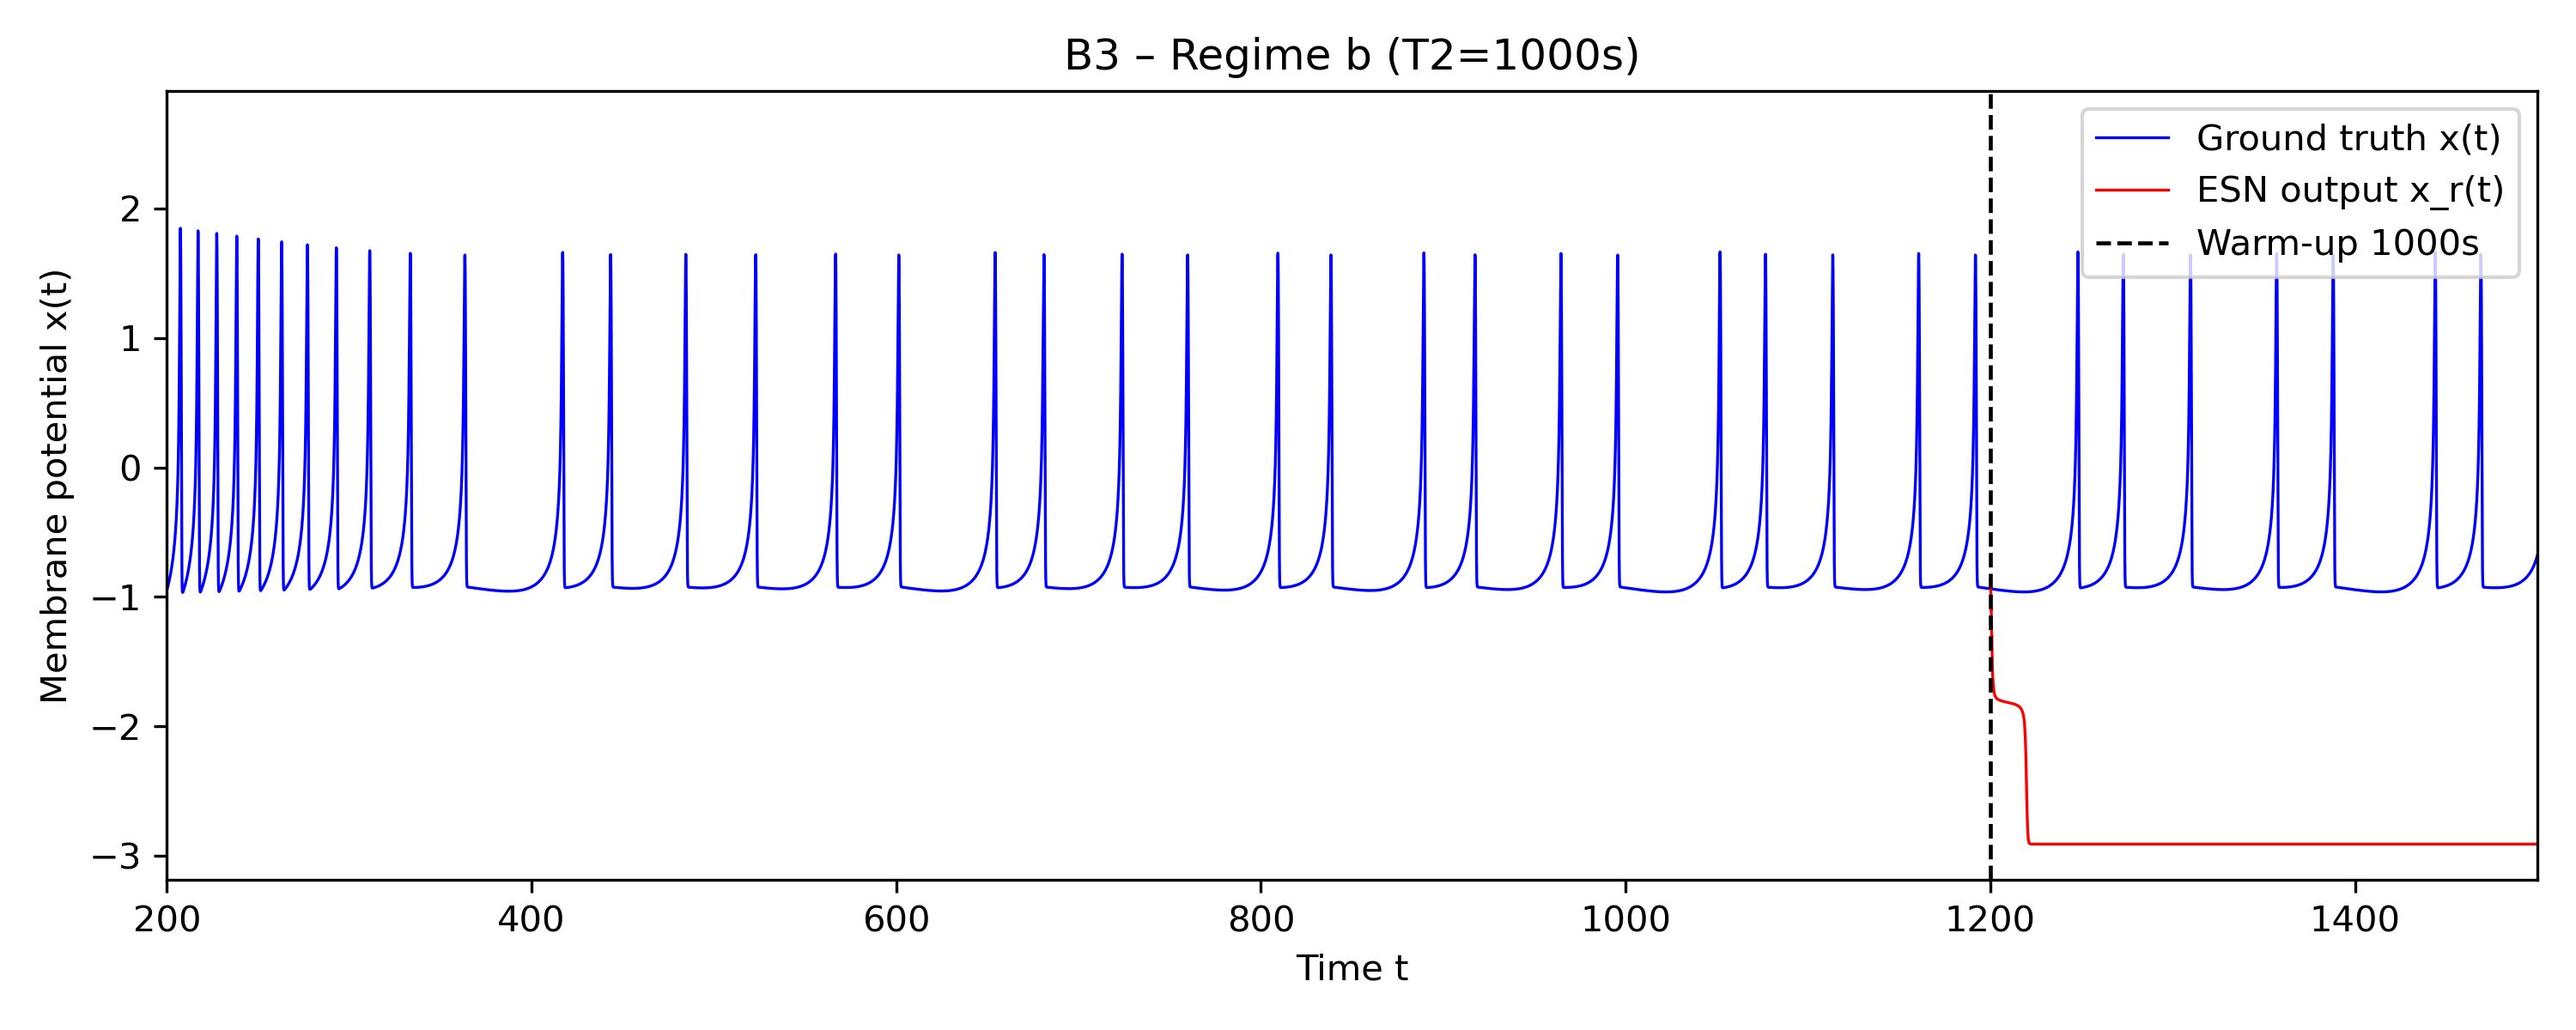 B3 – Regime b (T2=1000s)
Membrane potential x(t)
2
1
0
−1
−2
−3
Ground truth x(t)
ESN output x_r(t)
Warm-up 1000s
200 400 600 800 1000 1200 1400
Time t